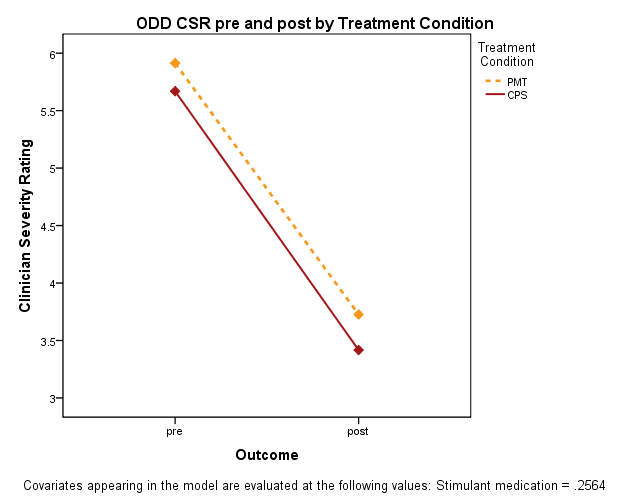 ODD CSR pre and post by Treatment Condition
Treatment
Condition
PMT
CPS
Clinician Severity Rating
6
5.5
5
4.5
4
3.5
3
pre
post
Outcome
Covariates appearing in the model are evaluated at the following values: Stimulant medication = .2564